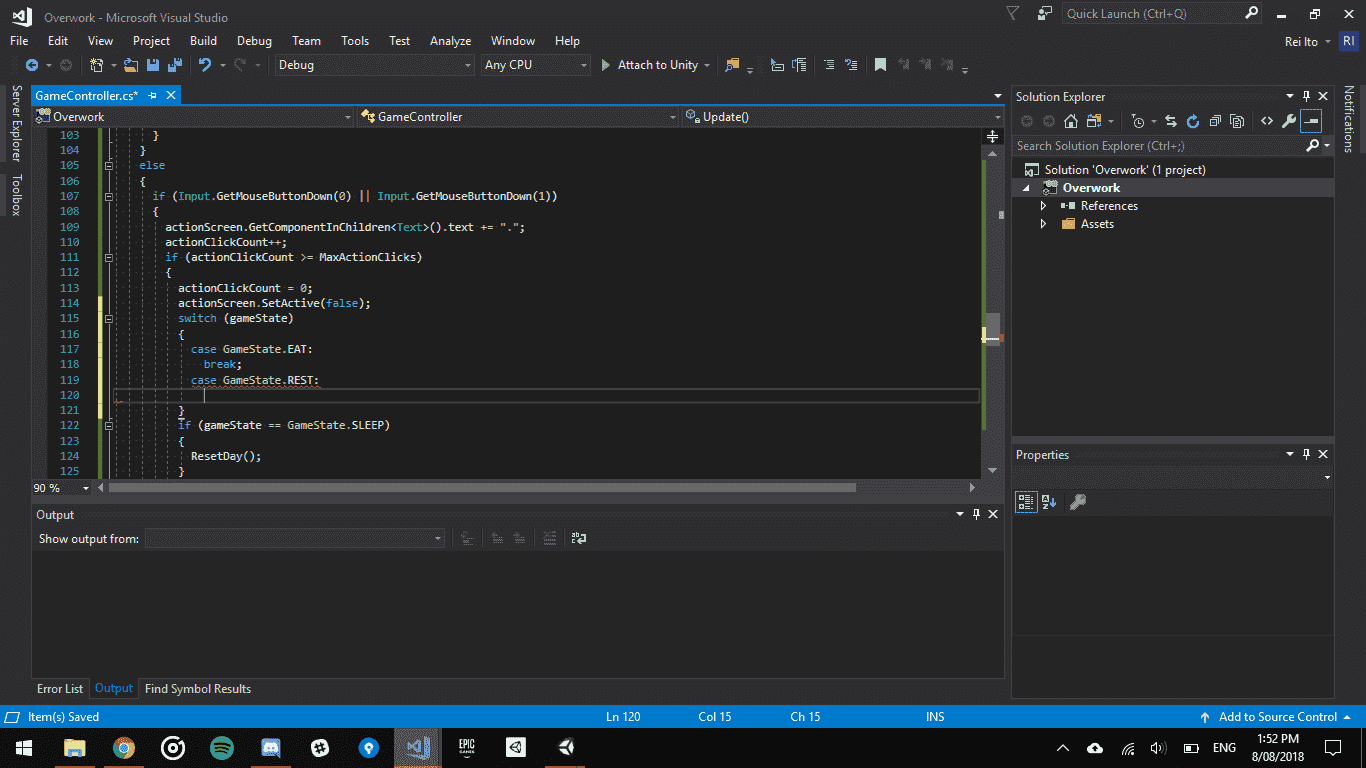 Overwork - Microsoft Visual Studio
Quick Launch (Ctrl+Q)
File Edit View Project Build Debug Team Tools Test Analyze Window Help
Rei Ito RI
Debug Any CPU Attach to Unity
Server Explorer
Toolbox
GameController.cs*
Overwork GameController Update()
103 }
104 }
105 else
106 {
107 if (Input.GetMouseButtonDown(0) || Input.GetMouseButtonDown(1))
108 {
109 actionScreen.GetComponentInChildren<Text>().text += ".";
110 actionClickCount++;
111 if (actionClickCount >= MaxActionClicks)
112 {
113 actionClickCount = 0;
114 actionScreen.SetActive(false);
115 switch (gameState)
116 {
117 case GameState.EAT:
118 break;
119 case GameState.REST:
120
121 }
122 if (gameState == GameState.SLEEP)
123 {
124 ResetDay();
125 }
90 %
Output
Show output from:
Error List Output Find Symbol Results
Solution Explorer
Search Solution Explorer (Ctrl+;)
Solution 'Overwork' (1 project)
Overwork
References
Assets
Properties
Notifications
Item(s) Saved Ln 120 Col 15 Ch 15 INS Add to Source Control
EPIC
GAMES
ENG
1:52 PM
8/08/2018